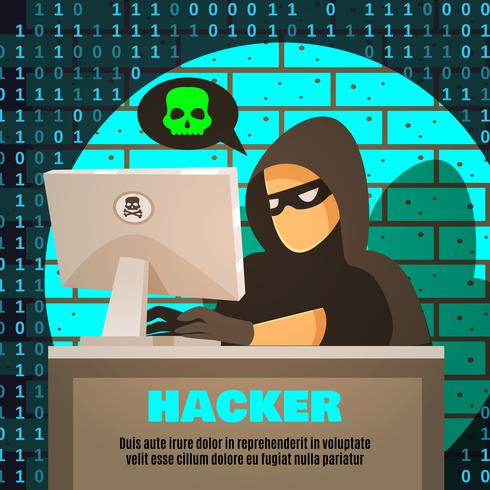 HACKER
Duis aute irure dolor in reprehenderit in voluptate
velit esse cillum dolore eu fugiat nulla pariatur